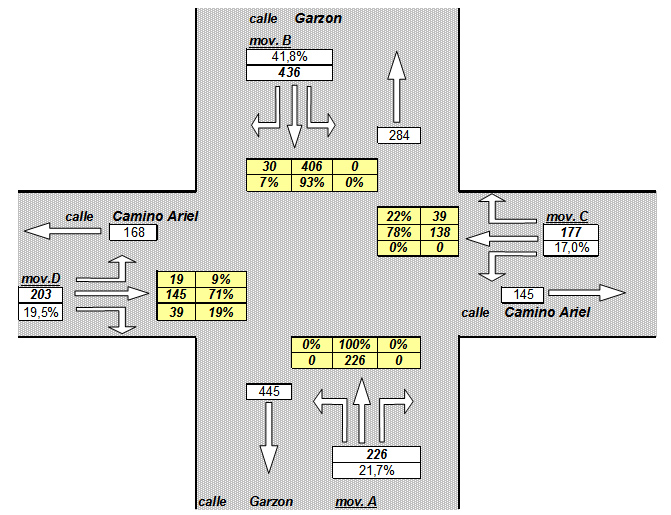 calle Garzon
mov. B
41,8%
436
284
30 406 0
7% 93% 0%
calle Camino Ariel
168
22% 39
78% 138
0% 0
mov. C
177
17,0%
mov.D
203
19,5%
19 9%
145 71%
39 19%
145
calle Camino Ariel
0% 100% 0%
0 226 0
445
226
21,7%
calle Garzon mov. A